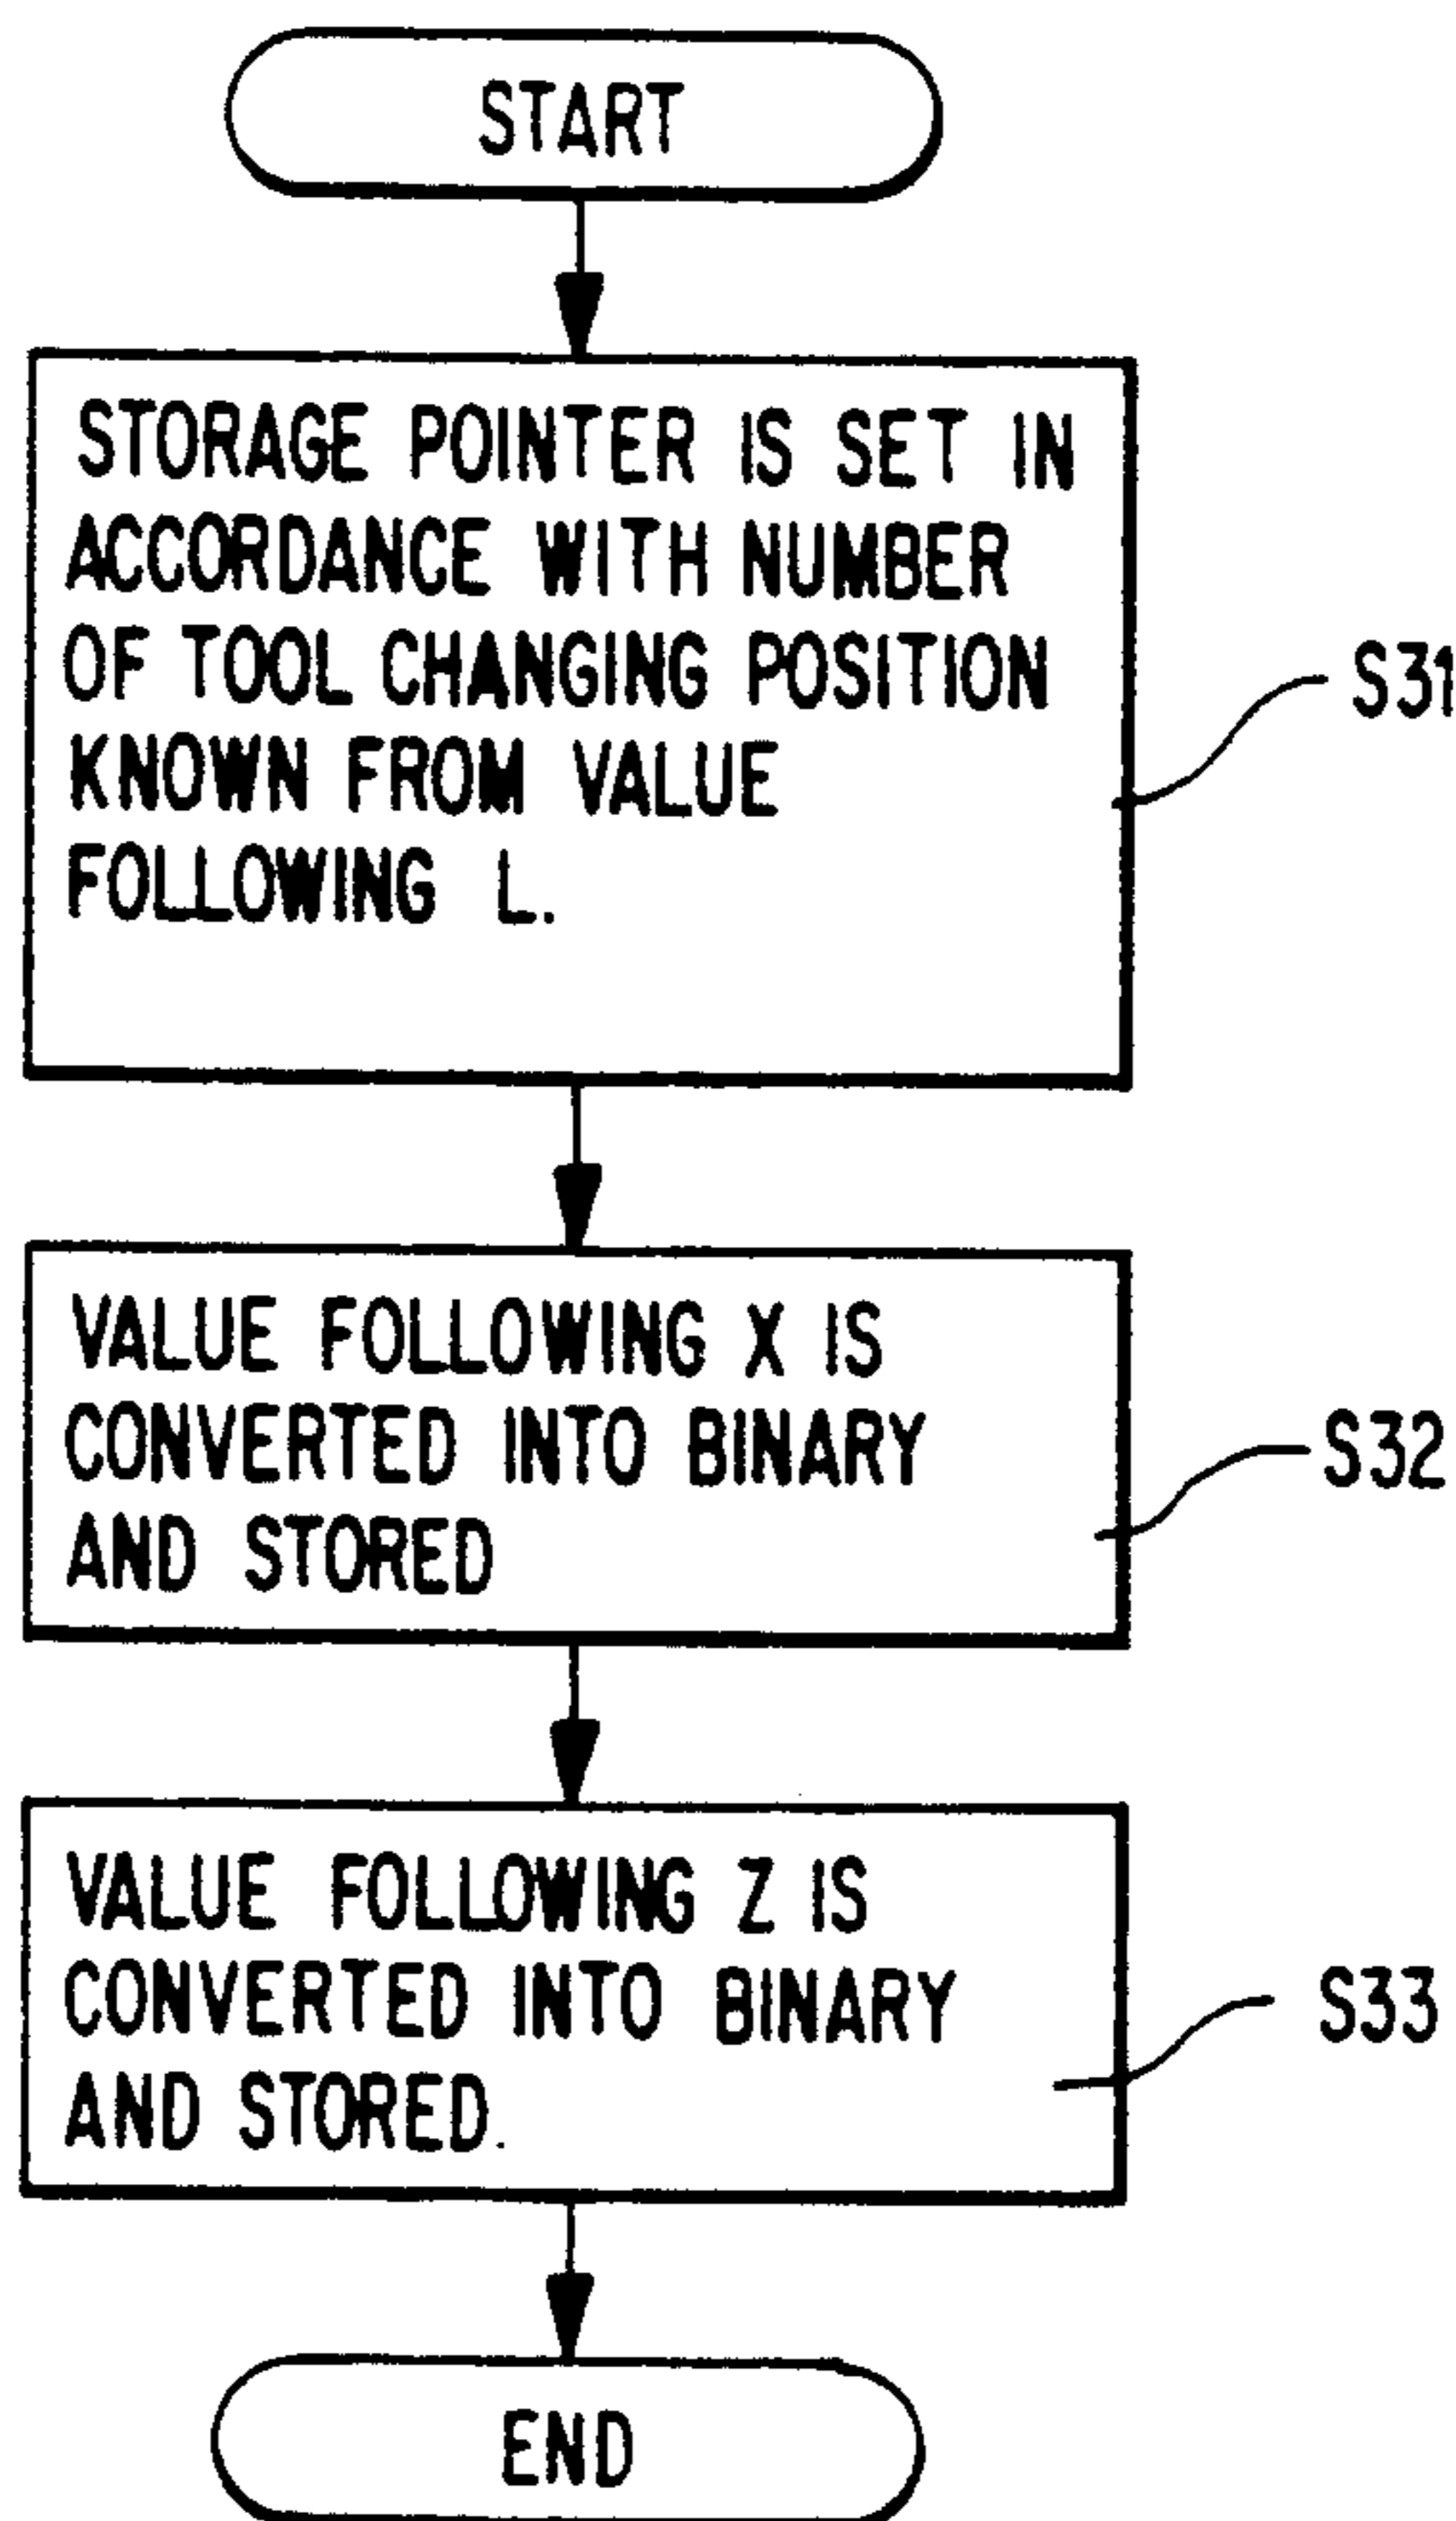 START
STORAGE POINTER IS SET IN
ACCORDANCE WITH NUMBER
OF TOOL CHANGING POSITION
KNOWN FROM VALUE
FOLLOWING L.
S31
VALUE FOLLOWING X IS
CONVERTED INTO BINARY
AND STORED
S32
VALUE FOLLOWING Z IS
CONVERTED INTO BINARY
AND STORED.
S33
END